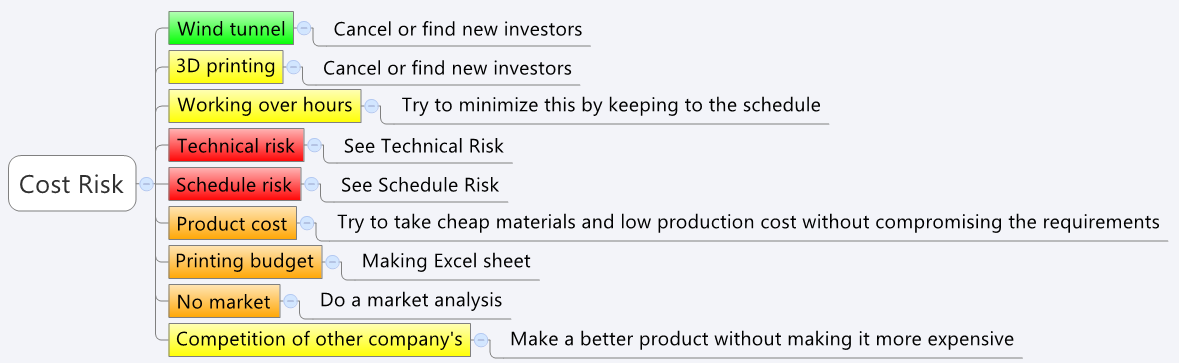 Cost Risk
Wind tunnel
Cancel or find new investors
3D printing
Cancel or find new investors
Working over hours
Try to minimize this by keeping to the schedule
Technical risk
See Technical Risk
Schedule risk
See Schedule Risk
Product cost
Try to take cheap materials and low production cost without compromising the requirements
Printing budget
Making Excel sheet
No market
Do a market analysis
Competition of other company's
Make a better product without making it more expensive